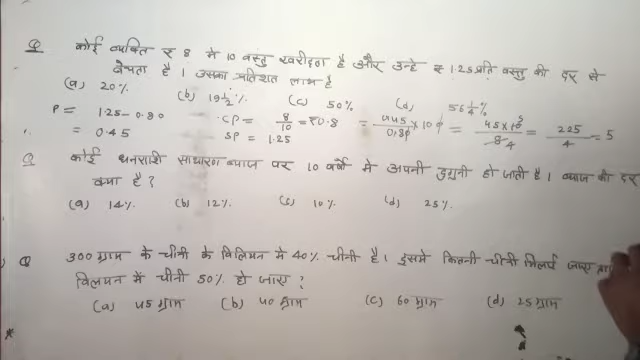 Q कोई व्यक्ति ₹ 8 में 10 वस्तु खरीदता है और उन्हे ₹ 1.25 प्रति वस्तु की दर से
बेचता है । उसका प्रतिशत लाभ है
(a) 20% (b) 19½% (c) 50% (d) 56¼%
P = 1.25 - 0.80 CP = 8/10 = ₹0.8 = 0.45/0.80 × 100 = 45×10/8 = 225/4 = 5
= 0.45 SP = 1.25
Q कोई धनराशि साधारण ब्याज पर 10 वर्षो में अपनी दुगुनी हो जाती है । ब्याज की दर
क्या है ?
(a) 14% (b) 12% (c) 10% (d) 25%
Q 300 ग्राम के चीनी के विलियन में 40% चीनी है । इसमें कितनी चीनी मिलाई जाए
विलयन में चीनी 50% हो जाए ?
(a) 45 ग्राम (b) 40 ग्राम (c) 60 ग्राम (d) 25 ग्राम